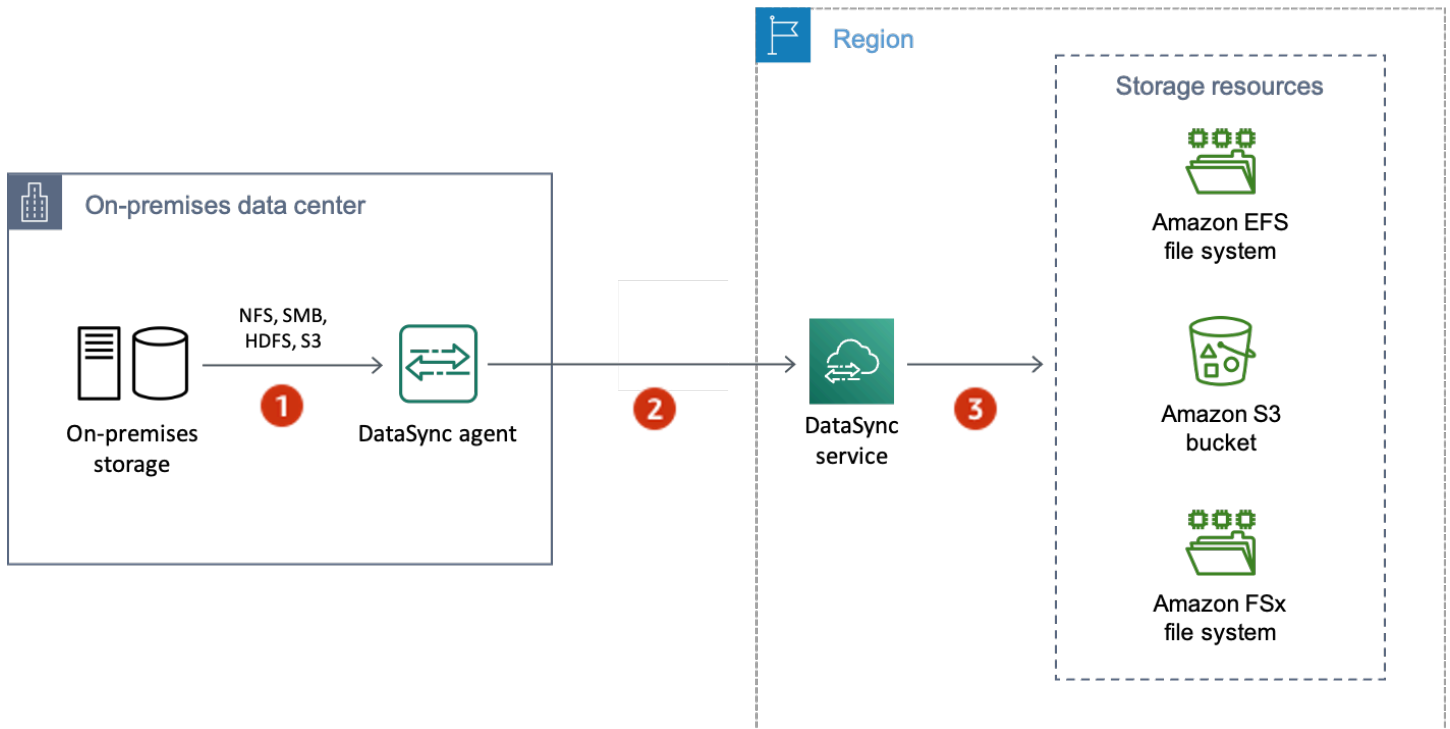 Region
Storage resources
Amazon EFS
file system
On-premises data center
NFS, SMB,
HDFS, S3
1
2
3
On-premises
storage
DataSync agent
DataSync
service
Amazon S3
bucket
Amazon FSx
file system